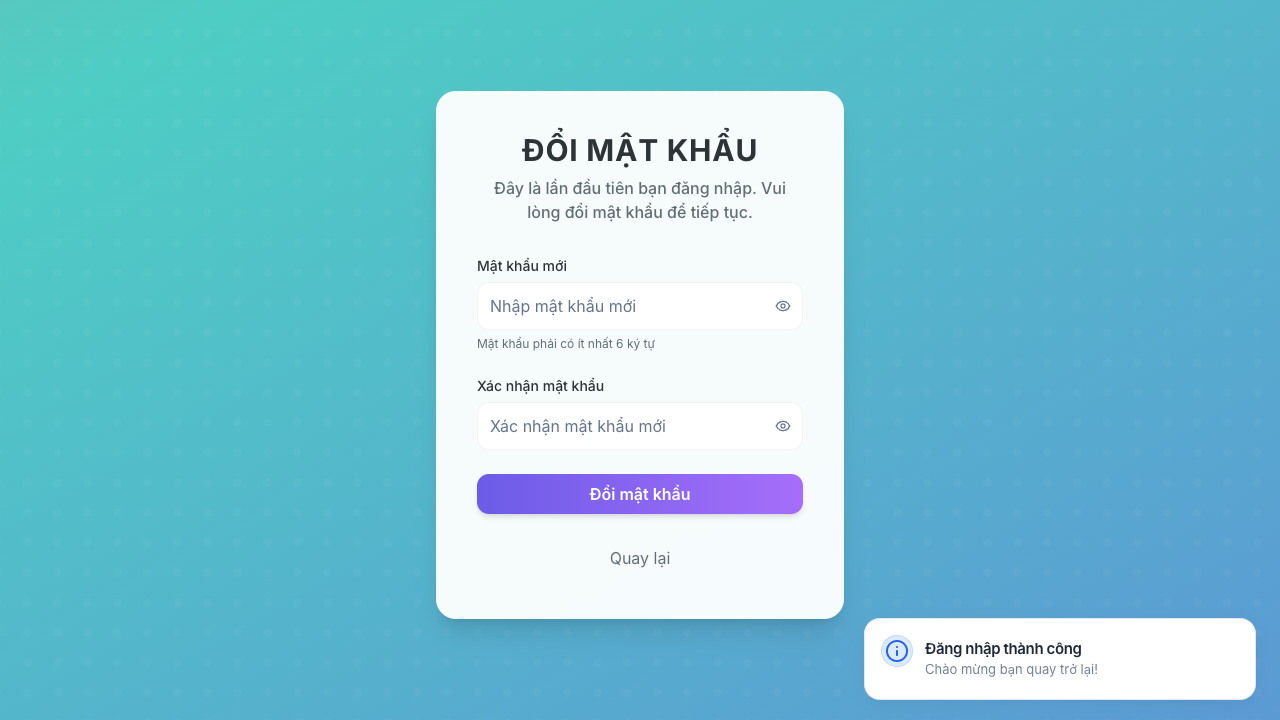 ĐỔI MẬT KHẨU
Đây là lần đầu tiên bạn đăng nhập. Vui
lòng đổi mật khẩu để tiếp tục.
Mật khẩu mới
Nhập mật khẩu mới
Mật khẩu phải có ít nhất 6 ký tự
Xác nhận mật khẩu
Xác nhận mật khẩu mới
Đổi mật khẩu
Quay lại
Đăng nhập thành công
Chào mừng bạn quay trở lại!